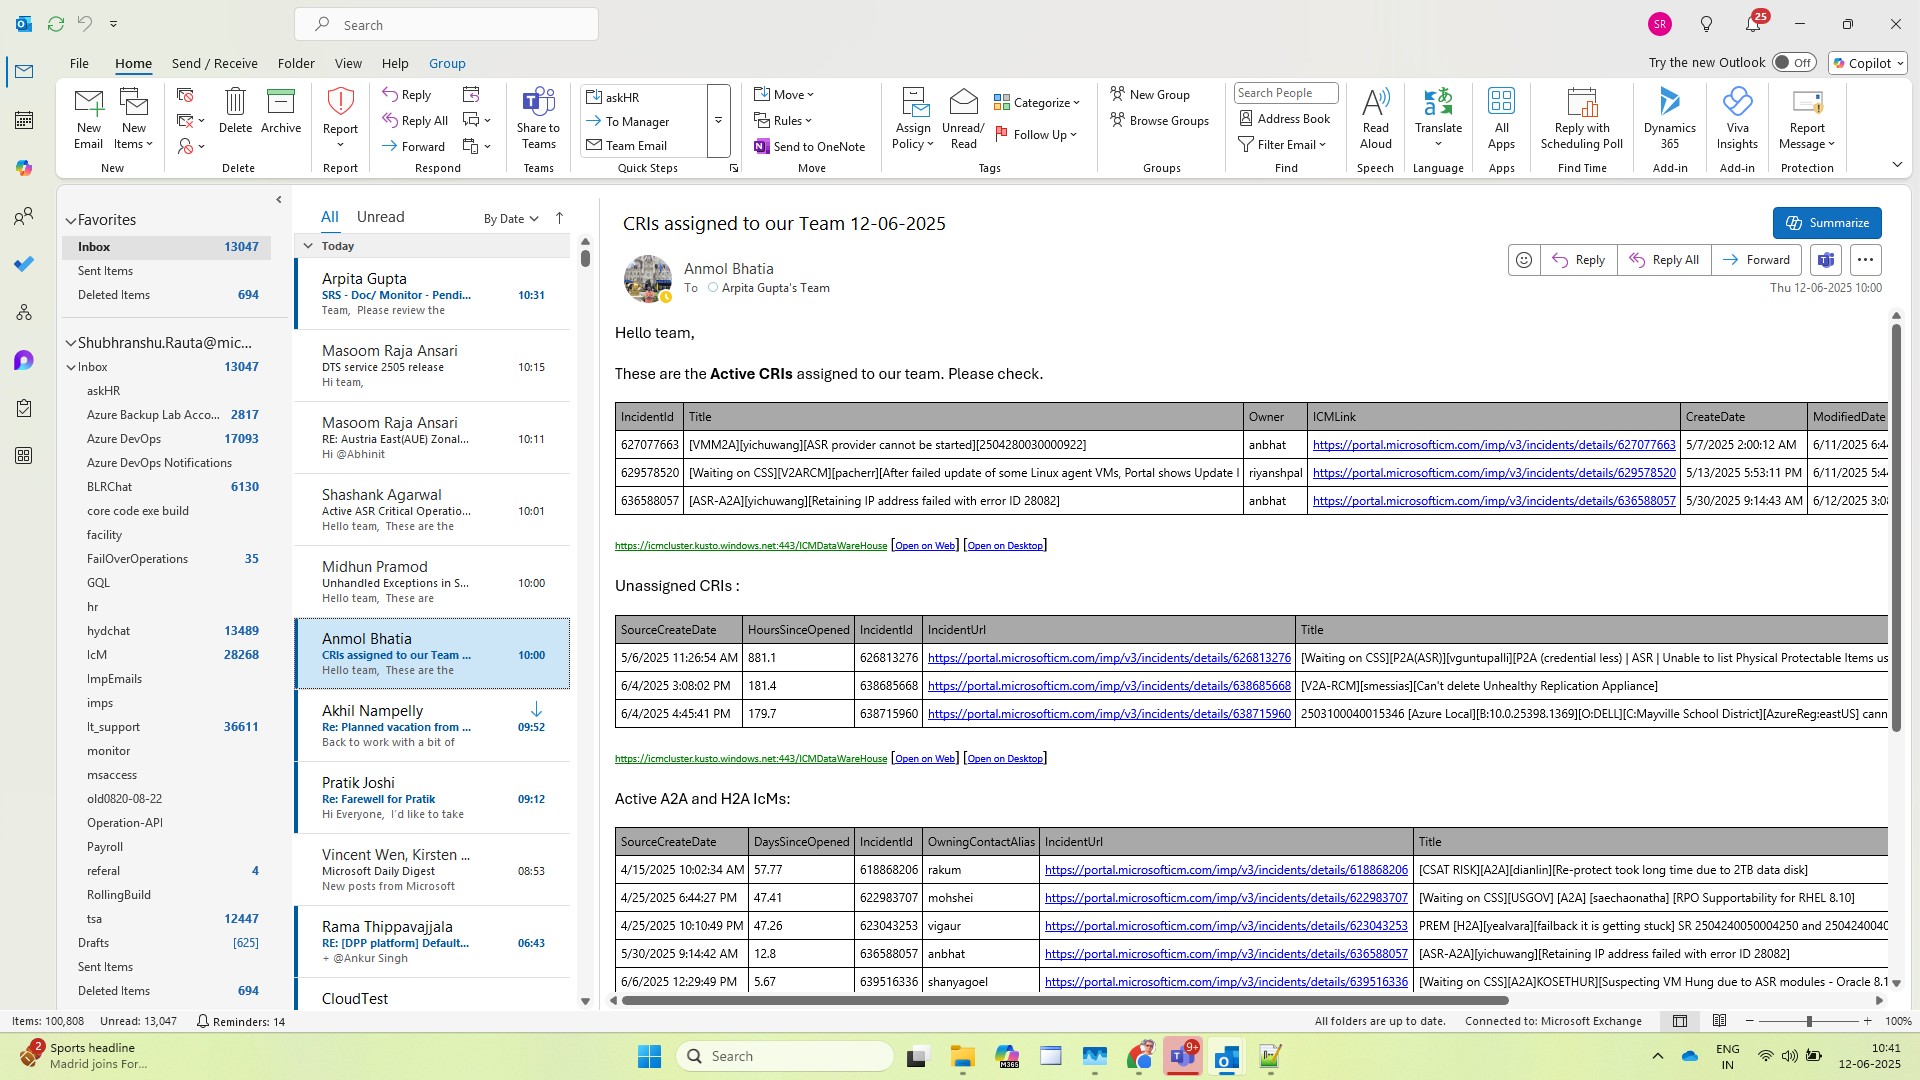 Search
SR
25
File Home Send / Receive Folder View Help Group
Try the new Outlook Off Copilot
New Email
New Items
Delete
Archive
Report
Reply
Reply All
Forward
Share to Teams
askHR
To Manager
Team Email
Move
Rules
Send to OneNote
Assign Policy
Unread/ Read
Categorize
Follow Up
New Group
Browse Groups
Search People
Address Book
Filter Email
Read Aloud
Translate
All Apps
Reply with Scheduling Poll
Dynamics 365
Viva Insights
Report Message
New Delete Report Respond Teams Quick Steps Move Tags Groups Find Speech Language Apps Find Time Add-in Add-in Protection
Favorites
Inbox 13047
Sent Items
Deleted Items 694
Shubhranshu.Rauta@mic...
Inbox 13047
askHR
Azure Backup Lab Acco... 2817
Azure DevOps 17093
Azure DevOps Notifications
BLRChat 6130
core code exe build
facility
FailOverOperations 35
GQL
hr
hydchat 13489
IcM 28268
ImpEmails
imps
lt_support 36611
monitor
msaccess
old0820-08-22
Operation-API
Payroll
referal 4
RollingBuild
tsa 12447
Drafts [625]
Sent Items
Deleted Items 694
All Unread By Date
Today
Arpita Gupta
SRS - Doc/ Monitor - Pendi... 10:31
Team, Please review the
Masoom Raja Ansari
DTS service 2505 release 10:15
Hi team,
Masoom Raja Ansari
RE: Austria East(AUE) Zonal... 10:11
Hi @Abhinit
Shashank Agarwal
Active ASR Critical Operatio... 10:01
Hello team, These are the
Midhun Pramod
Unhandled Exceptions in S... 10:00
Hello team, These are
Anmol Bhatia
CRIs assigned to our Team ... 10:00
Hello team, These are the
Akhil Nampelly
Re: Planned vacation from ... 09:52
Back to work with a bit of
Pratik Joshi
Re: Farewell for Pratik 09:12
Hi Everyone, I'd like to take
Vincent Wen, Kirsten ...
Microsoft Daily Digest 08:53
New posts from Microsoft
Rama Thippavajjala
RE: [DPP platform] Default... 06:43
+ @Ankur Singh
CloudTest
CRIs assigned to our Team 12-06-2025
Summarize
Anmol Bhatia
To Arpita Gupta's Team
Reply Reply All Forward
Thu 12-06-2025 10:00
Hello team,
These are the Active CRIs assigned to our team. Please check.
IncidentId Title Owner ICMLink CreateDate ModifiedDate
627077663 [VMM2A][yichuwang][ASR provider cannot be started][2504280030000922] anbhat https://portal.microsofticm.com/imp/v3/incidents/details/627077663 5/7/2025 2:00:12 AM 6/11/2025 6:4
629578520 [Waiting on CSS][V2ARCM][pacherr][After failed update of some Linux agent VMs, Portal shows Update I riyanshpal https://portal.microsofticm.com/imp/v3/incidents/details/629578520 5/13/2025 5:53:11 PM 6/11/2025 5:4
636588057 [ASR-A2A][yichuwang][Retaining IP address failed with error ID 28082] anbhat https://portal.microsofticm.com/imp/v3/incidents/details/636588057 5/30/2025 9:14:43 AM 6/12/2025 3:0
https://icmcluster.kusto.windows.net:443/ICMDataWareHouse [Open on Web] [Open on Desktop]
Unassigned CRIs :
SourceCreateDate HoursSinceOpened IncidentId IncidentUrl Title
5/6/2025 11:26:54 AM 881.1 626813276 https://portal.microsofticm.com/imp/v3/incidents/details/626813276 [Waiting on CSS][P2A(ASR)][vguntupalli][P2A (credential less) | ASR | Unable to list Physical Protectable Items us
6/4/2025 3:08:02 PM 181.4 638685668 https://portal.microsofticm.com/imp/v3/incidents/details/638685668 [V2A-RCM][smessias][Can't delete Unhealthy Replication Appliance]
6/4/2025 4:45:41 PM 179.7 638715960 https://portal.microsofticm.com/imp/v3/incidents/details/638715960 2503100040015346 [Azure Local][B:10.0.25398.1369][O:DELL][C:Mayville School District][AzureReg:eastUS] cann
https://icmcluster.kusto.windows.net:443/ICMDataWareHouse [Open on Web] [Open on Desktop]
Active A2A and H2A IcMs:
SourceCreateDate DaysSinceOpened IncidentId OwningContactAlias IncidentUrl Title
4/15/2025 10:02:34 AM 57.77 618868206 rakum https://portal.microsofticm.com/imp/v3/incidents/details/618868206 [CSAT RISK][A2A][dianlin][Re-protect took long time due to 2TB data disk]
4/25/2025 6:44:27 PM 47.41 622983707 mohshei https://portal.microsofticm.com/imp/v3/incidents/details/622983707 [Waiting on CSS][USGOV] [A2A] [saechaonatha] [RPO Supportability for RHEL 8.10]
4/25/2025 10:10:49 PM 47.26 623043253 vigaur https://portal.microsofticm.com/imp/v3/incidents/details/623043253 PREM [H2A][yealvara][failback it is getting stuck] SR 2504240050004250 and 250424004
5/30/2025 9:14:42 AM 12.8 636588057 anbhat https://portal.microsofticm.com/imp/v3/incidents/details/636588057 [ASR-A2A][yichuwang][Retaining IP address failed with error ID 28082]
6/6/2025 12:29:49 PM 5.67 639516336 shanyagoel https://portal.microsofticm.com/imp/v3/incidents/details/639516336 [Waiting on CSS][A2A]KOSETHUR][Suspecting VM Hung due to ASR modules - Oracle 8.1
Items: 100,808 Unread: 13,047 Reminders: 14
All folders are up to date. Connected to: Microsoft Exchange 100%
2
Sports headline
Madrid joins For...
Search
M365
9+
ENG
IN
10:41
12-06-2025